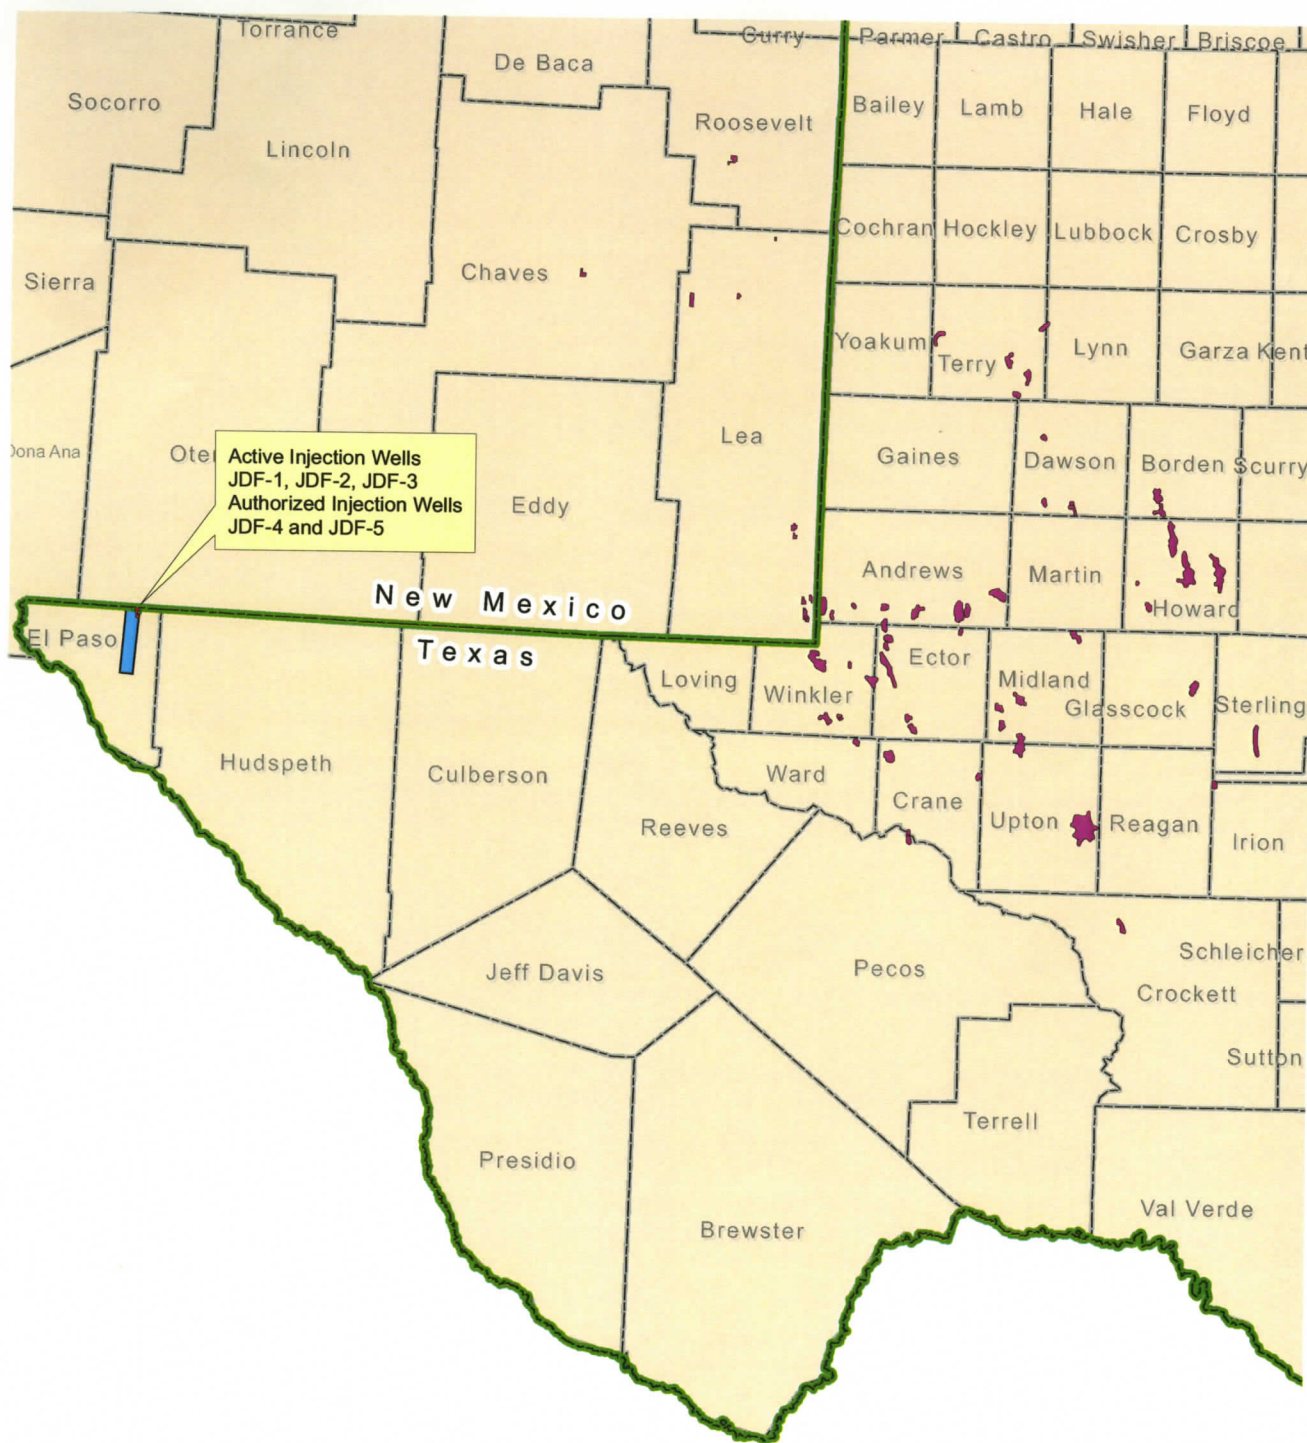 Torrance
Curry
Parmer
Castro
Swisher
Briscoe
De Baca
Socorro
Bailey
Lamb
Hale
Floyd
Roosevelt
Lincoln
Cochran
Hockley
Lubbock
Crosby
Sierra
Chaves
Yoakum
Terry
Lynn
Garza
Kent
Dona Ana
Lea
Gaines
Dawson
Borden
Scurry
Active Injection Wells
JDF-1, JDF-2, JDF-3
Authorized Injection Wells
JDF-4 and JDF-5
Eddy
Andrews
Martin
Howard
New Mexico
Texas
El Paso
Loving
Winkler
Ector
Midland
Glasscock
Sterling
Hudspeth
Culberson
Reeves
Ward
Crane
Upton
Reagan
Irion
Jeff Davis
Pecos
Schleicher
Crockett
Sutton
Terrell
Presidio
Brewster
Val Verde